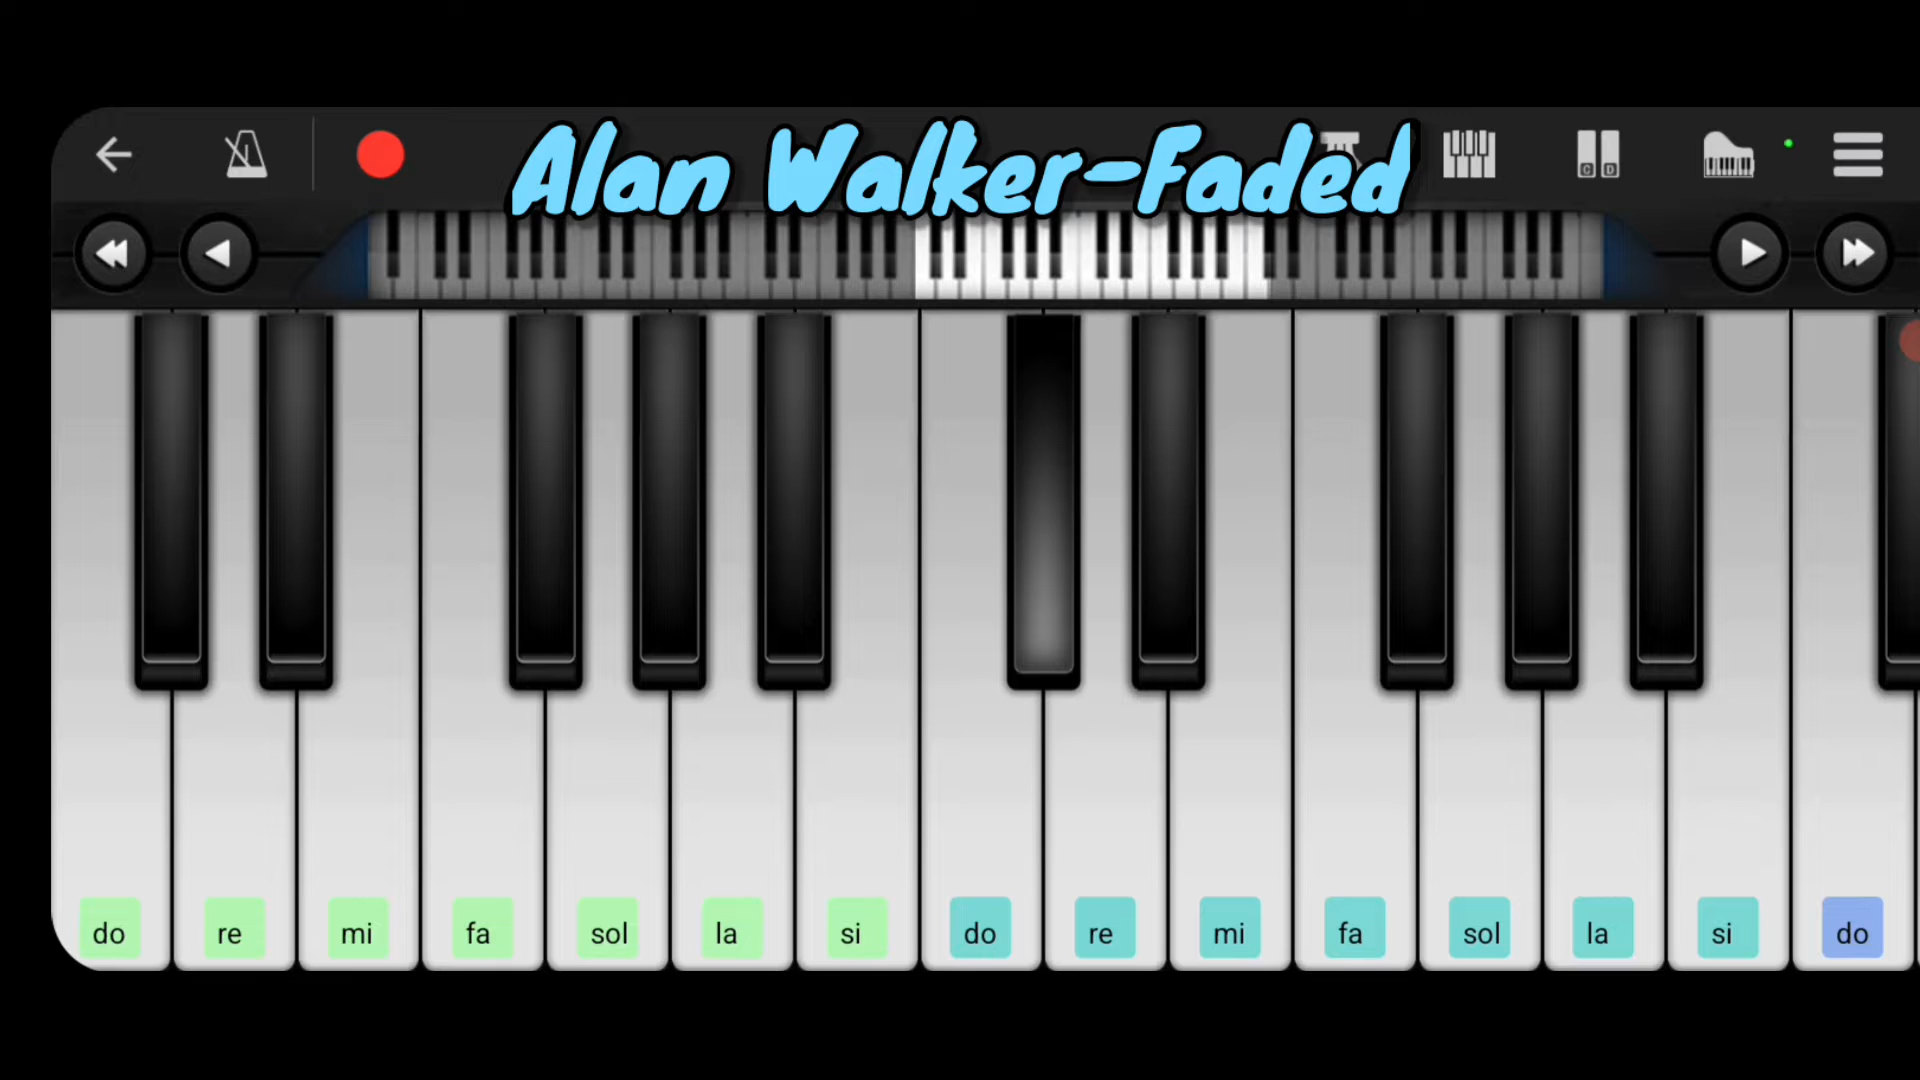 Alan Walker-Faded
C D
do re mi fa sol la si do re mi fa sol la si do